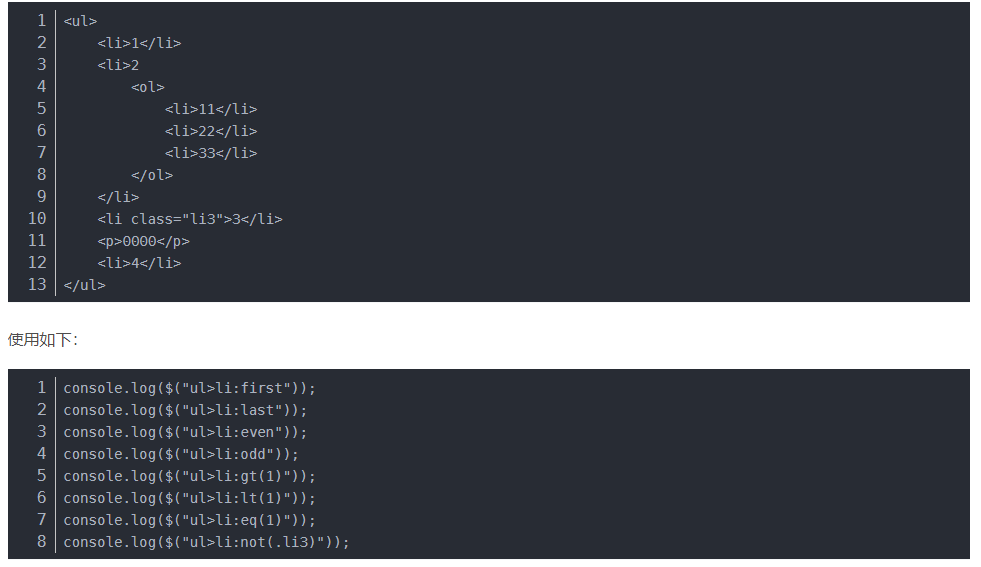 1 <ul>
2     <li>1</li>
3     <li>2
4         <ol>
5             <li>11</li>
6             <li>22</li>
7             <li>33</li>
8         </ol>
9     </li>
10     <li class="li3">3</li>
11     <p>0000</p>
12     <li>4</li>
13 </ul>
使用如下：
1 console.log($("ul>li:first"));
2 console.log($("ul>li:last"));
3 console.log($("ul>li:even"));
4 console.log($("ul>li:odd"));
5 console.log($("ul>li:gt(1)"));
6 console.log($("ul>li:lt(1)"));
7 console.log($("ul>li:eq(1)"));
8 console.log($("ul>li:not(.li3)"));